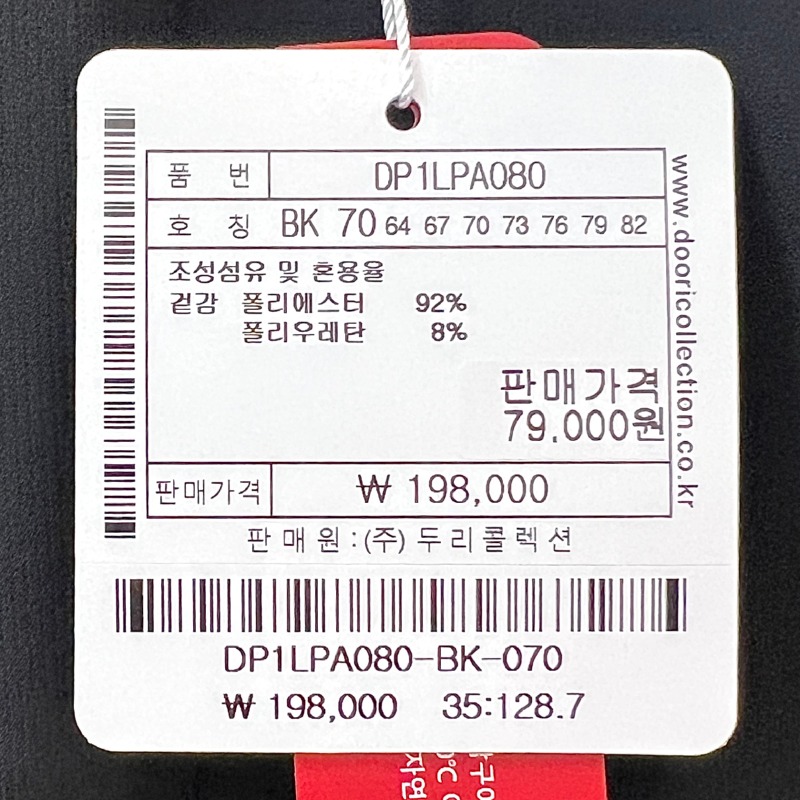 품 번 DP1LPA080
호 칭 BK 70 64 67 70 73 76 79 82
조성섬유 및 혼용율
겉감 폴리에스터 92%
폴리우레탄 8%
판매가격
79,000원
판매가격 ₩ 198,000
판매원:(주)두리콜렉션
www.dooricollection.co.kr
DP1LPA080-BK-070
₩ 198,000 35:128.7